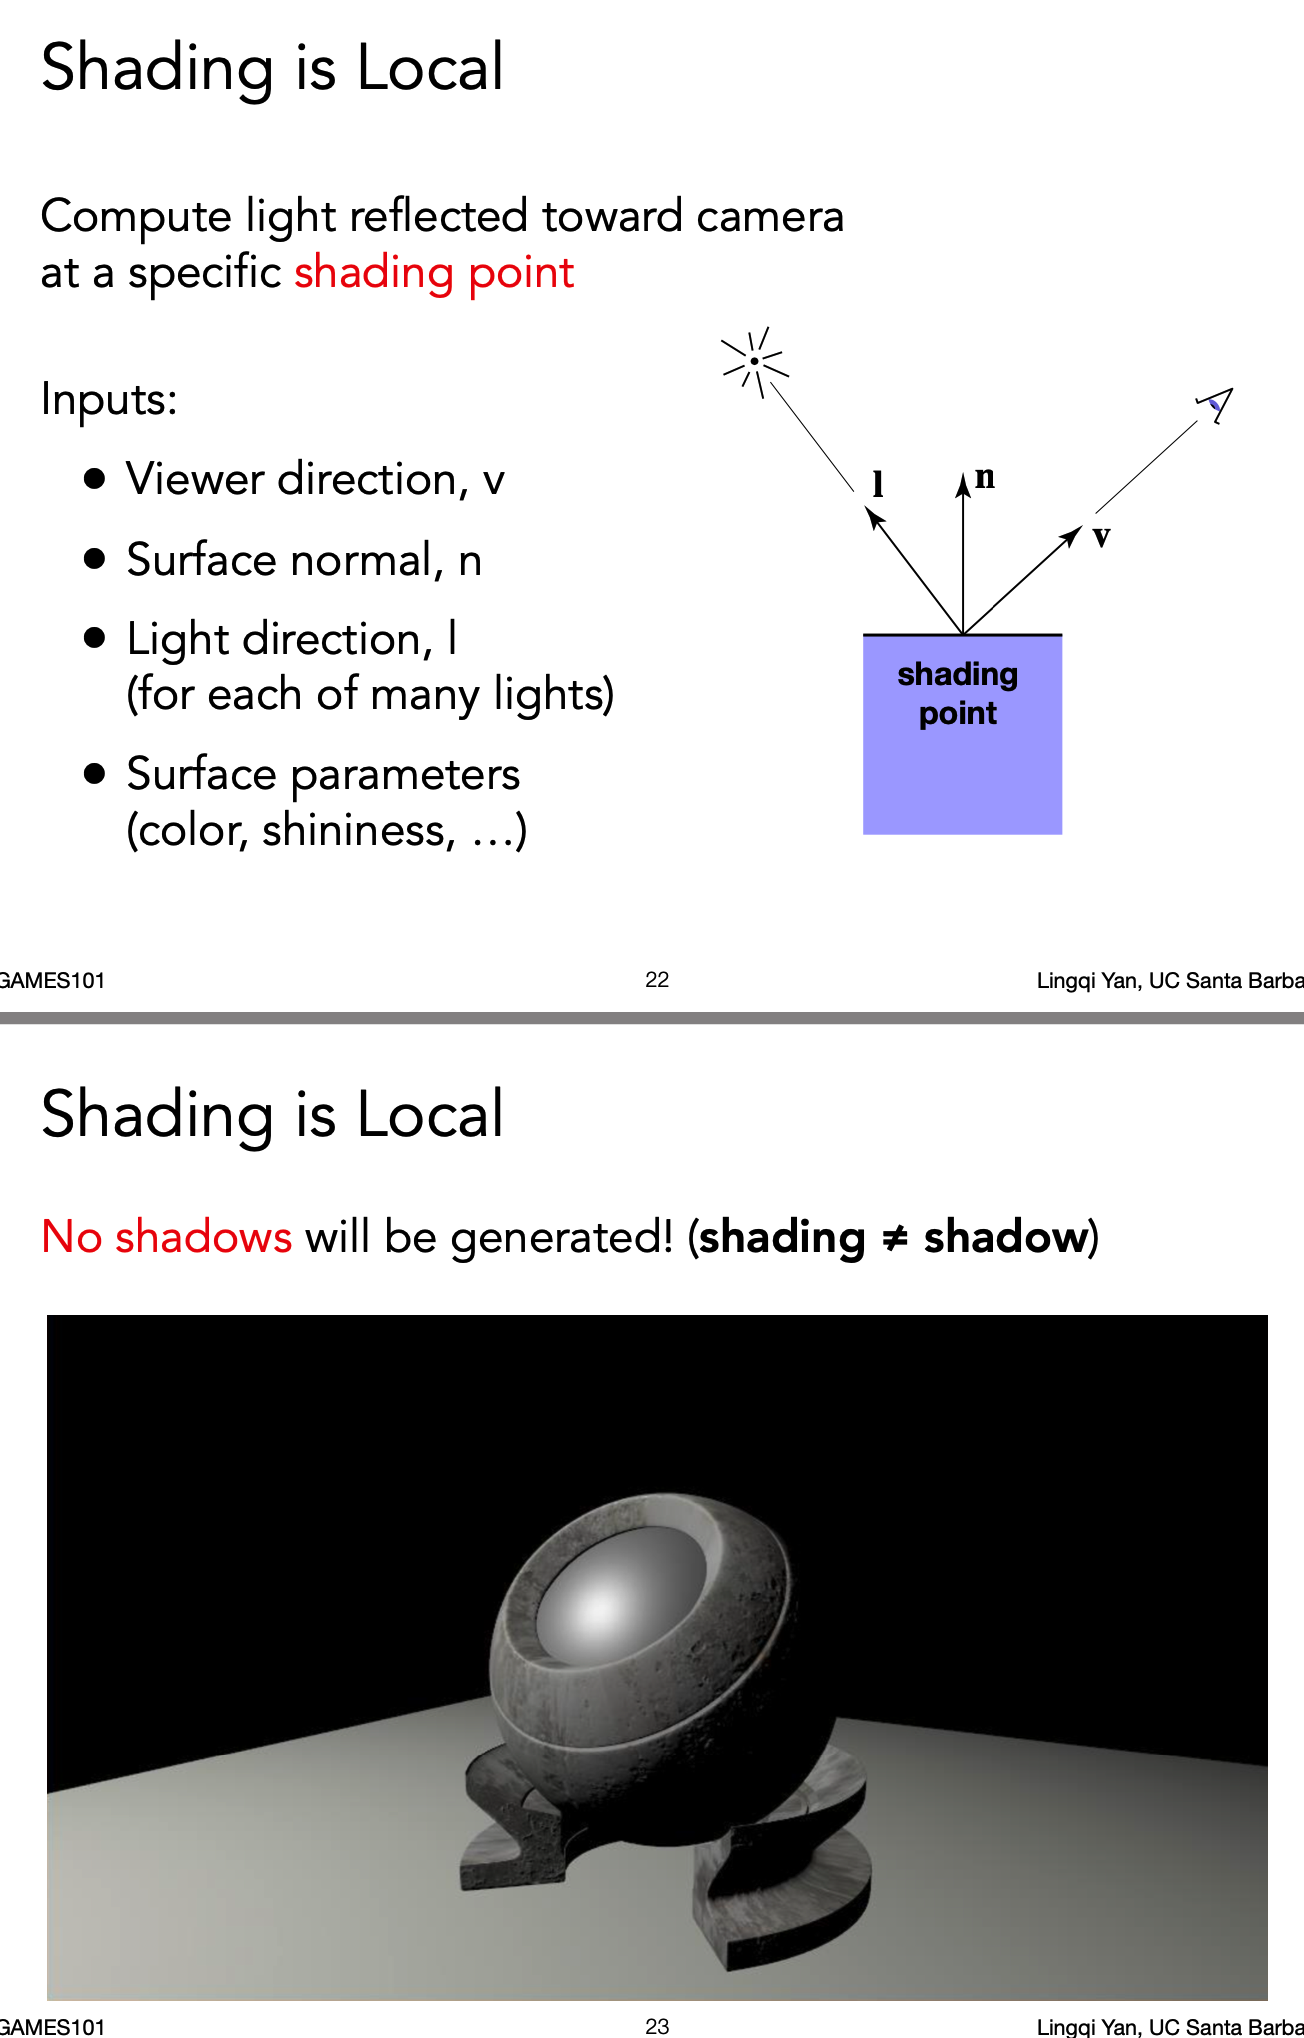 Shading is Local
Compute light reflected toward camera
at a specific shading point
Inputs:
• Viewer direction, v
• Surface normal, n
• Light direction, l
(for each of many lights)
• Surface parameters
(color, shininess, …)
l
n
v
shading
point
GAMES101
22
Lingqi Yan, UC Santa Barba
Shading is Local
No shadows will be generated! (shading ≠ shadow)
GAMES101
23
Lingqi Yan, UC Santa Barba